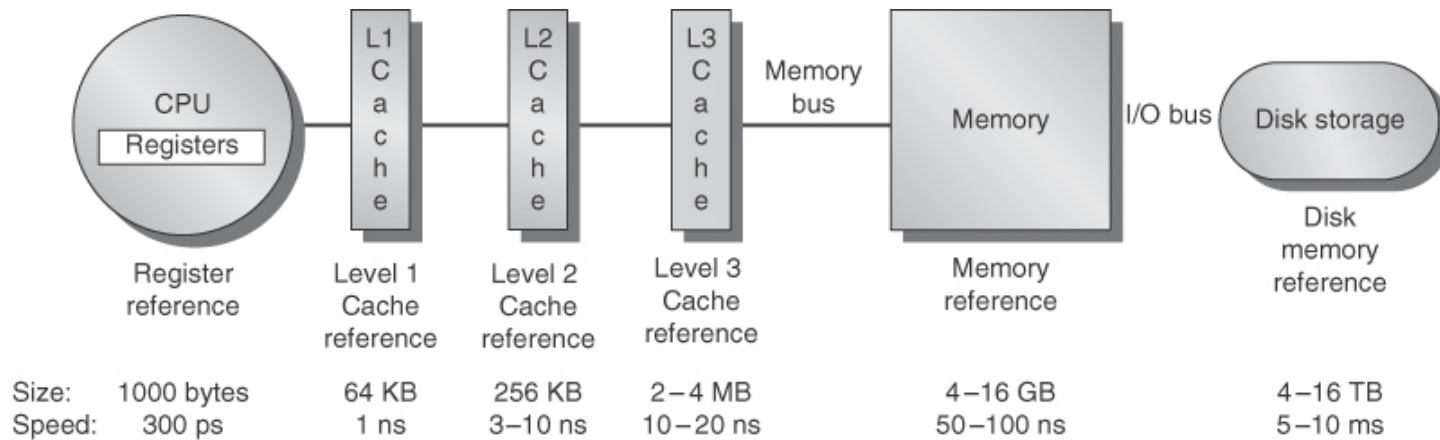 CPU
Registers
L1
C
a
c
h
e
L2
C
a
c
h
e
L3
C
a
c
h
e
Memory
bus
Memory
I/O bus
Disk storage
Register
reference
Level 1
Cache
reference
Level 2
Cache
reference
Level 3
Cache
reference
Memory
reference
Disk
memory
reference
Size: 1000 bytes 64 KB 256 KB 2–4 MB 4–16 GB 4–16 TB
Speed: 300 ps 1 ns 3–10 ns 10–20 ns 50–100 ns 5–10 ms